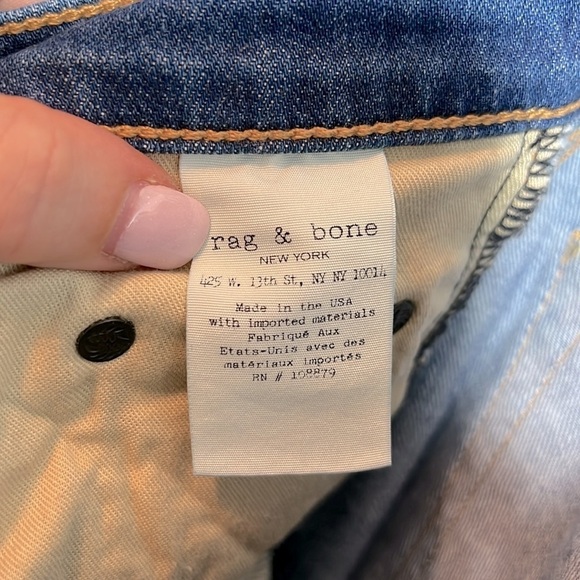 rag & bone
NEW YORK
425 W. 13th St, NY NY 10014
Made in the USA
with imported materials
Fabriqué Aux
Etats-Unis avec des
matériaux importés
RN # 108879